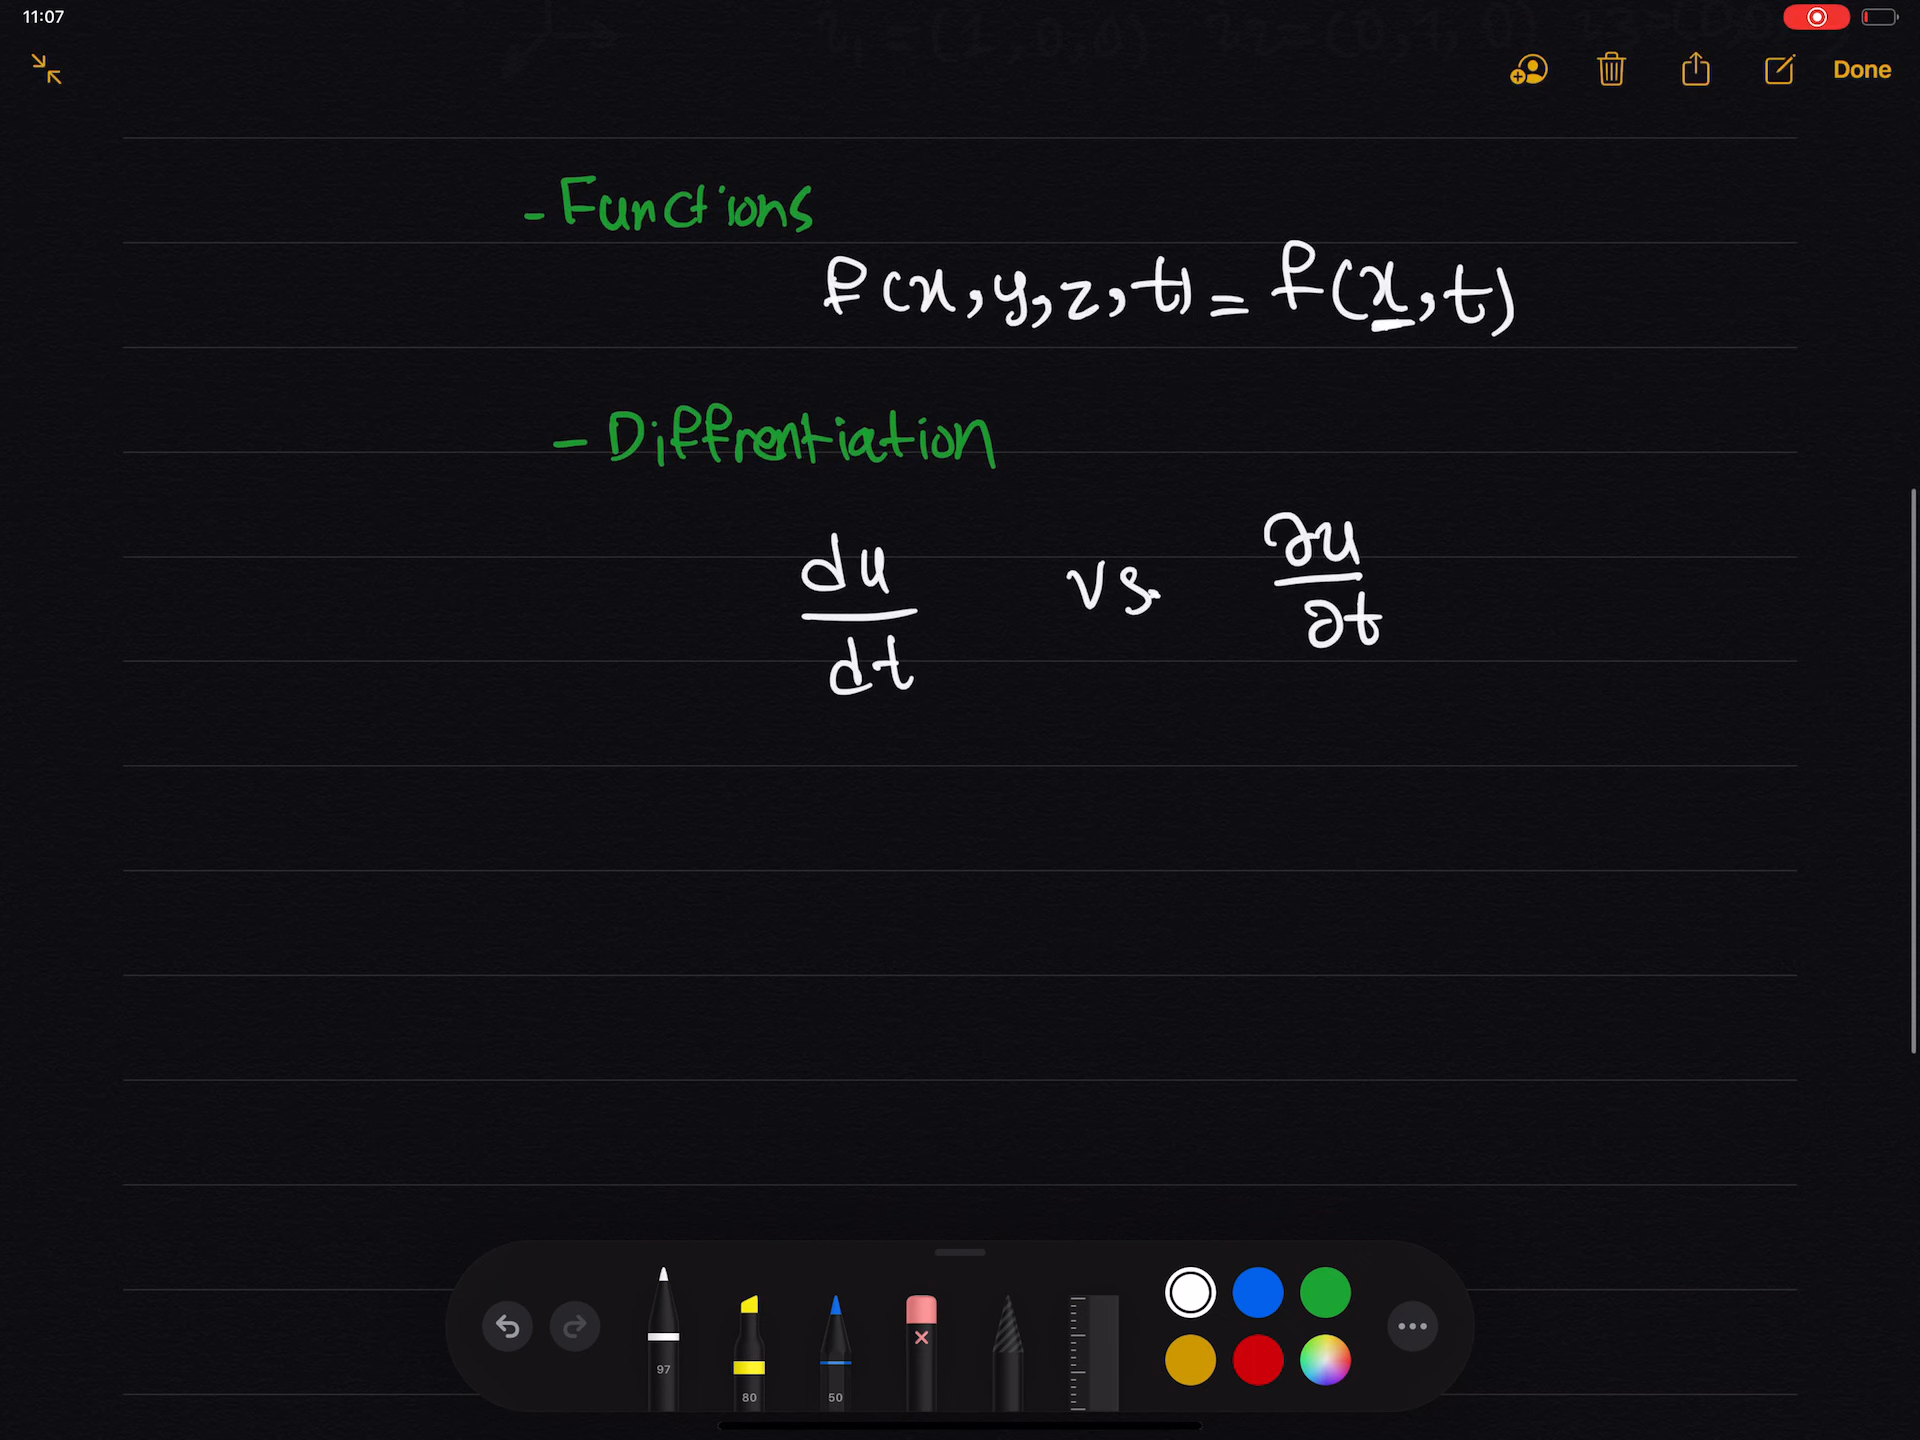 11:07
Done
- Functions
f(x,y,z,t) = f(x,t)
- Diffrentiation
du/dt vs. ∂u/∂t
97
80
50